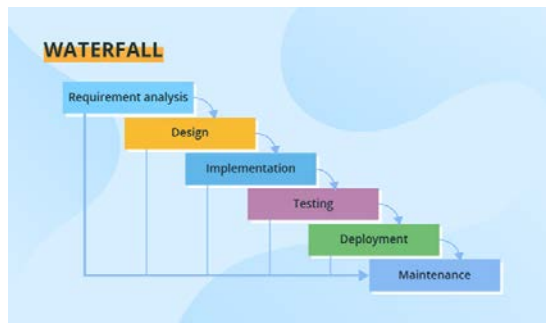 WATERFALL
Requirement analysis
Design
Implementation
Testing
Deployment
Maintenance